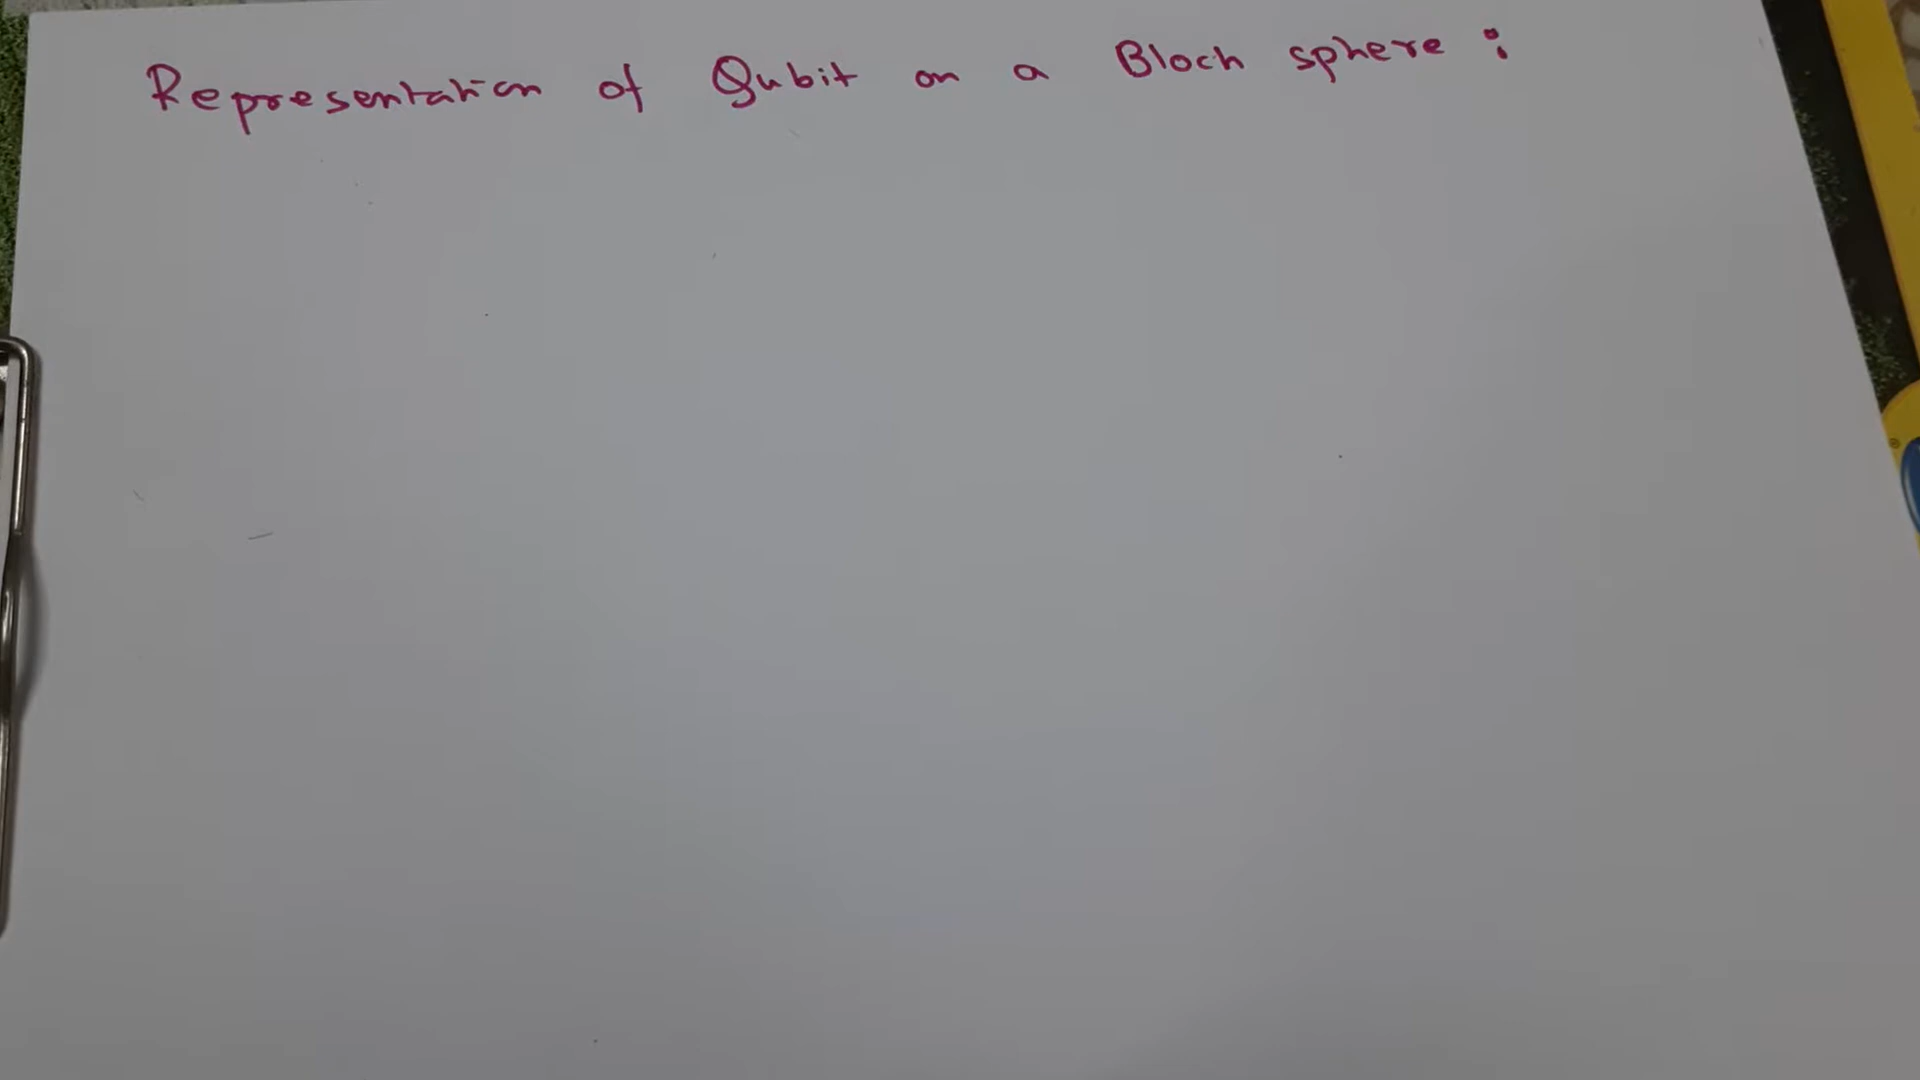 Representation of Qubit on a Bloch sphere :